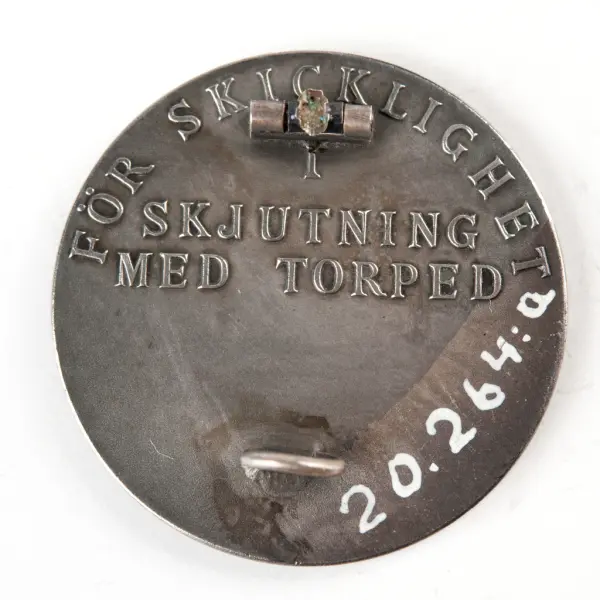 FÖR SKICKLIGHET
I
SKJUTNING
MED TORPED
20.264:a